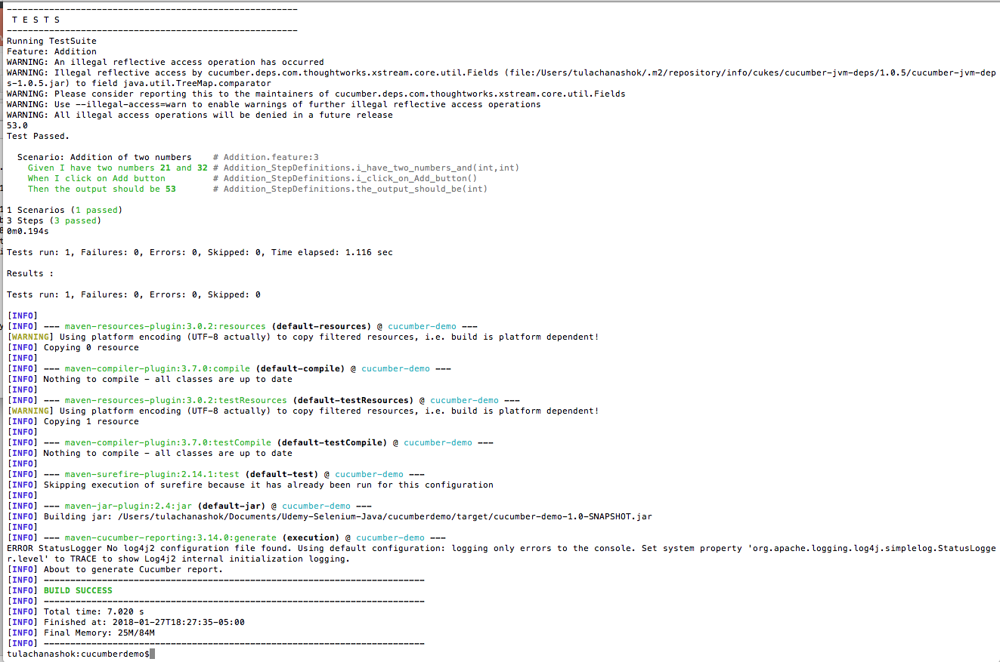 -------------------------------------------------------
 T E S T S
-------------------------------------------------------
Running TestSuite
Feature: Addition
WARNING: An illegal reflective access operation has occurred
WARNING: Illegal reflective access by cucumber.deps.com.thoughtworks.xstream.core.util.Fields (file:/Users/tulachanashok/.m2/repository/info/cukes/cucumber-jvm-deps/1.0.5/cucumber-jvm-dep
s-1.0.5.jar) to field java.util.TreeMap.comparator
WARNING: Please consider reporting this to the maintainers of cucumber.deps.com.thoughtworks.xstream.core.util.Fields
WARNING: Use --illegal-access=warn to enable warnings of further illegal reflective access operations
WARNING: All illegal access operations will be denied in a future release
53.0
Test Passed.
  Scenario: Addition of two numbers    # Addition.feature:3
    Given I have two numbers 21 and 32 # Addition_StepDefinitions.i_have_two_numbers_and(int,int)
    When I click on Add button         # Addition_StepDefinitions.i_click_on_Add_button()
    Then the output should be 53       # Addition_StepDefinitions.the_output_should_be(int)
1 Scenarios (1 passed)
3 Steps (3 passed)
0m0.194s
Tests run: 1, Failures: 0, Errors: 0, Skipped: 0, Time elapsed: 1.116 sec
Results :
Tests run: 1, Failures: 0, Errors: 0, Skipped: 0
[INFO]
[INFO] --- maven-resources-plugin:3.0.2:resources (default-resources) @ cucumber-demo ---
[WARNING] Using platform encoding (UTF-8 actually) to copy filtered resources, i.e. build is platform dependent!
[INFO] Copying 0 resource
[INFO]
[INFO] --- maven-compiler-plugin:3.7.0:compile (default-compile) @ cucumber-demo ---
[INFO] Nothing to compile - all classes are up to date
[INFO]
[INFO] --- maven-resources-plugin:3.0.2:testResources (default-testResources) @ cucumber-demo ---
[WARNING] Using platform encoding (UTF-8 actually) to copy filtered resources, i.e. build is platform dependent!
[INFO] Copying 1 resource
[INFO]
[INFO] --- maven-compiler-plugin:3.7.0:testCompile (default-testCompile) @ cucumber-demo ---
[INFO] Nothing to compile - all classes are up to date
[INFO]
[INFO] --- maven-surefire-plugin:2.14.1:test (default-test) @ cucumber-demo ---
[INFO] Skipping execution of surefire because it has already been run for this configuration
[INFO]
[INFO] --- maven-jar-plugin:2.4:jar (default-jar) @ cucumber-demo ---
[INFO] Building jar: /Users/tulachanashok/Documents/Udemy-Selenium-Java/cucumberdemo/target/cucumber-demo-1.0-SNAPSHOT.jar
[INFO]
[INFO] --- maven-cucumber-reporting:3.14.0:generate (execution) @ cucumber-demo ---
ERROR StatusLogger No log4j2 configuration file found. Using default configuration: logging only errors to the console. Set system property 'org.apache.logging.log4j.simplelog.StatusLogge
r.level' to TRACE to show Log4j2 internal initialization logging.
[INFO] About to generate Cucumber report.
[INFO] ------------------------------------------------------------------------
[INFO] BUILD SUCCESS
[INFO] ------------------------------------------------------------------------
[INFO] Total time: 7.020 s
[INFO] Finished at: 2018-01-27T18:27:35-05:00
[INFO] Final Memory: 25M/84M
[INFO] ------------------------------------------------------------------------
tulachanashok:cucumberdemo$